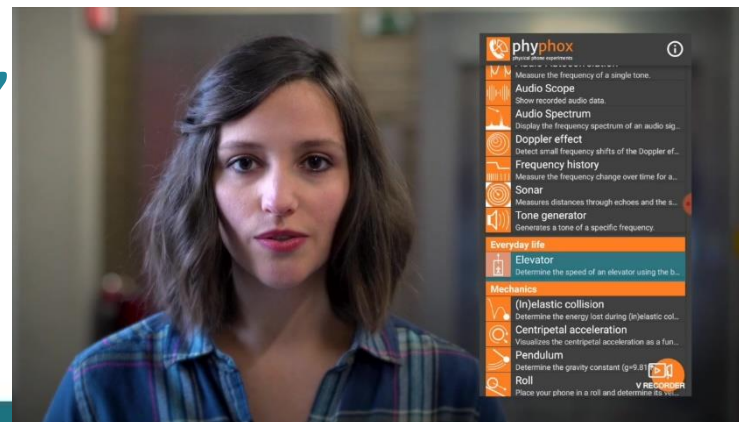 phyphox
physical phone experiments
Audio Autocorrelation
Measure the frequency of a single tone.
Audio Scope
Show recorded audio data.
Audio Spectrum
Display the frequency spectrum of an audio sig...
Doppler effect
Detect small frequency shifts of the Doppler ef...
Frequency history
Measure the frequency change over time for a...
Sonar
Measures distances through echoes and the s...
Tone generator
Generates a tone of a specific frequency.
Everyday life
Elevator
Determine the speed of an elevator using the b...
Mechanics
(In)elastic collision
Determine the energy lost during (in)elastic col...
Centripetal acceleration
Visualizes the centripetal acceleration as a fun...
Pendulum
Determine the gravity constant (g=9.81
Roll
Place your phone in a roll and determine its vel...
V RECORDER